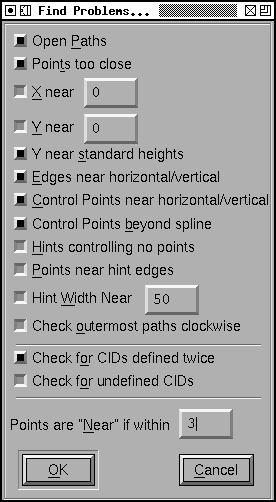 Find Problems...
Open Paths
Points too close
X near 0
Y near 0
Y near standard heights
Edges near horizontal/vertical
Control Points near horizontal/vertical
Control Points beyond spline
Hints controlling no points
Points near hint edges
Hint Width Near 50
Check outermost paths clockwise
Check for CIDs defined twice
Check for undefined CIDs
Points are "Near" if within 3
OK Cancel